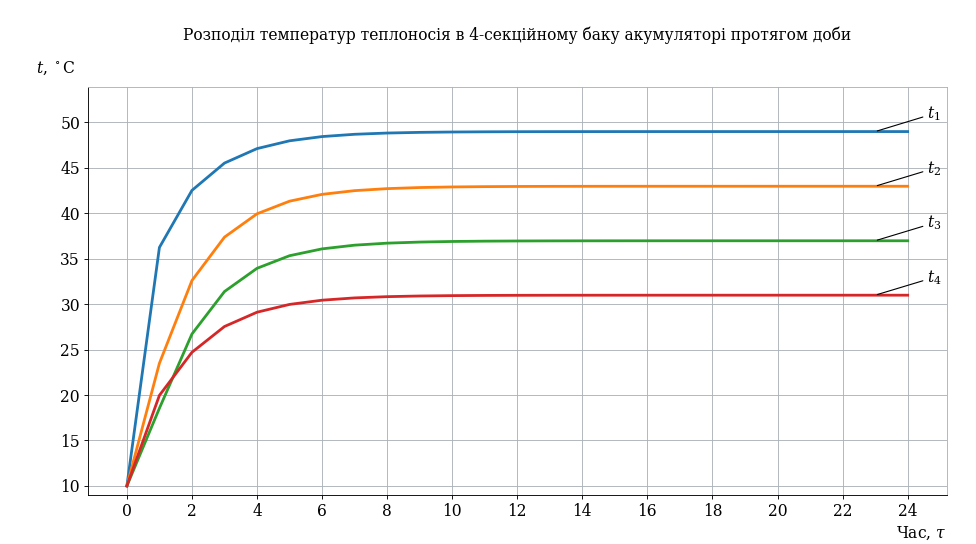 Розподіл температур теплоносія в 4-секційному баку акумуляторі протягом доби
t, °C
50
45
40
35
30
25
20
15
10
t₁
t₂
t₃
t₄
0 2 4 6 8 10 12 14 16 18 20 22 24
Час, τ